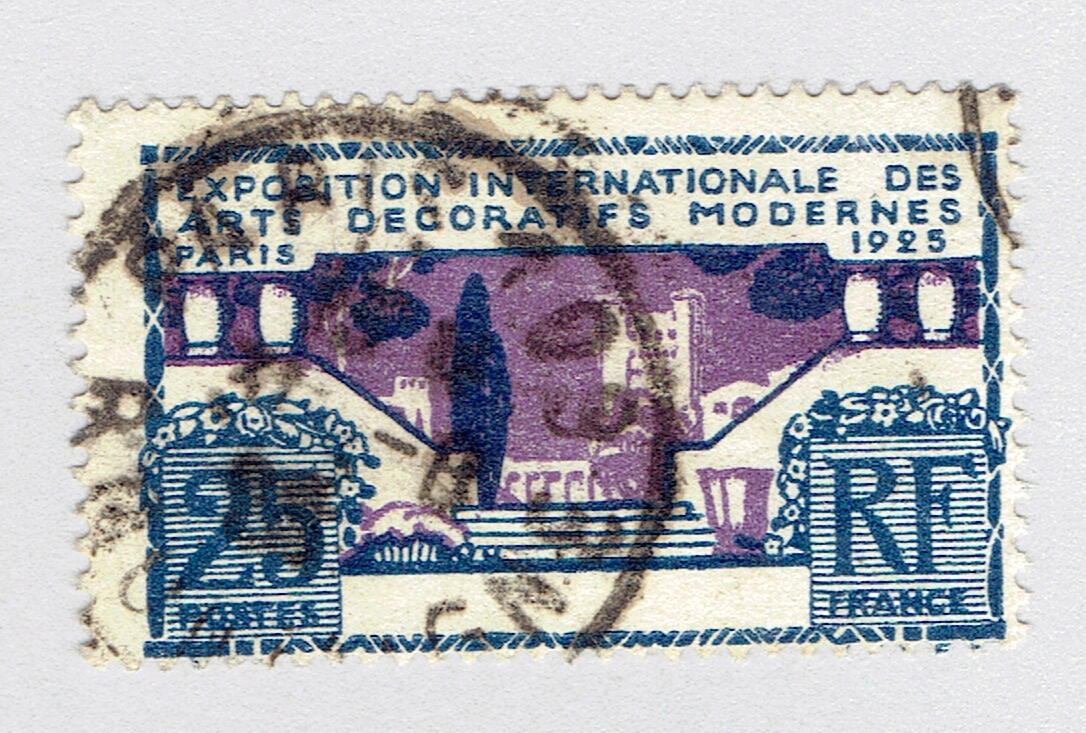 EXPOSITION INTERNATIONALE DES
ARTS DECORATIFS MODERNES
PARIS 1925
25 RF
POSTES FRANCE